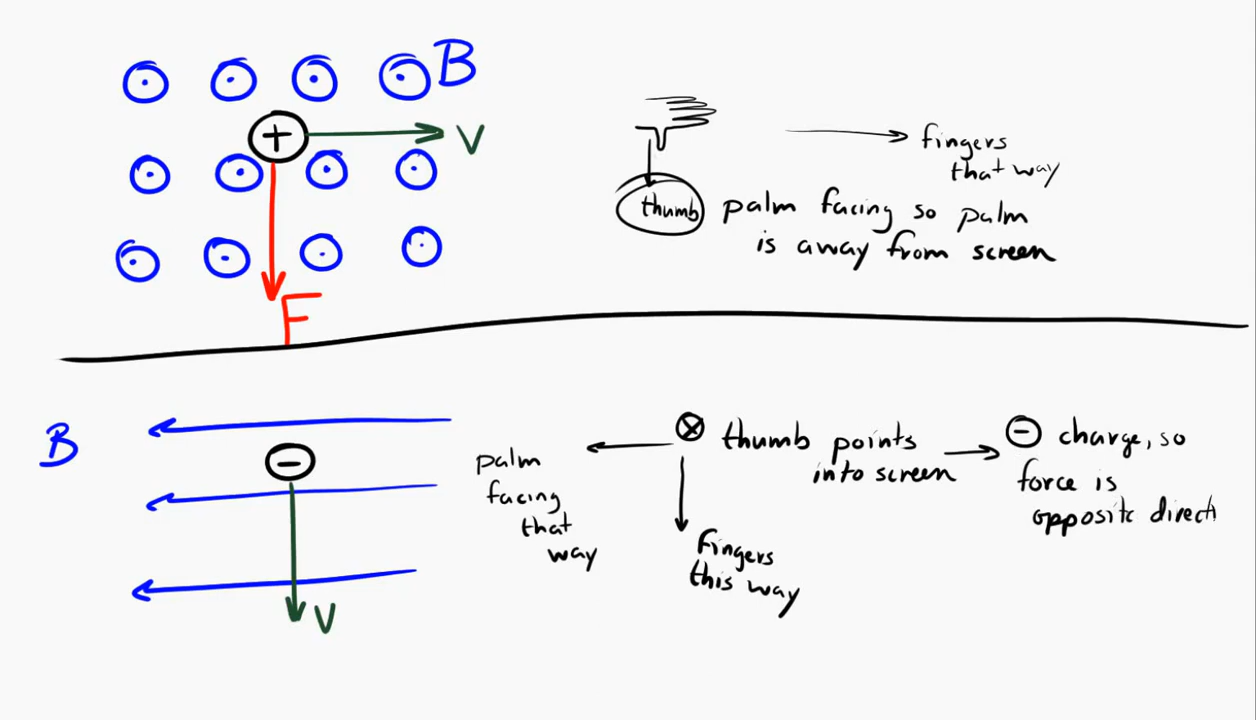 B
+
V
F
fingers
that way
thumb
palm facing so palm
is away from screen
B
-
V
palm
facing
that
way
thumb points
into screen
fingers
this way
- charge, so
force is
opposite directi